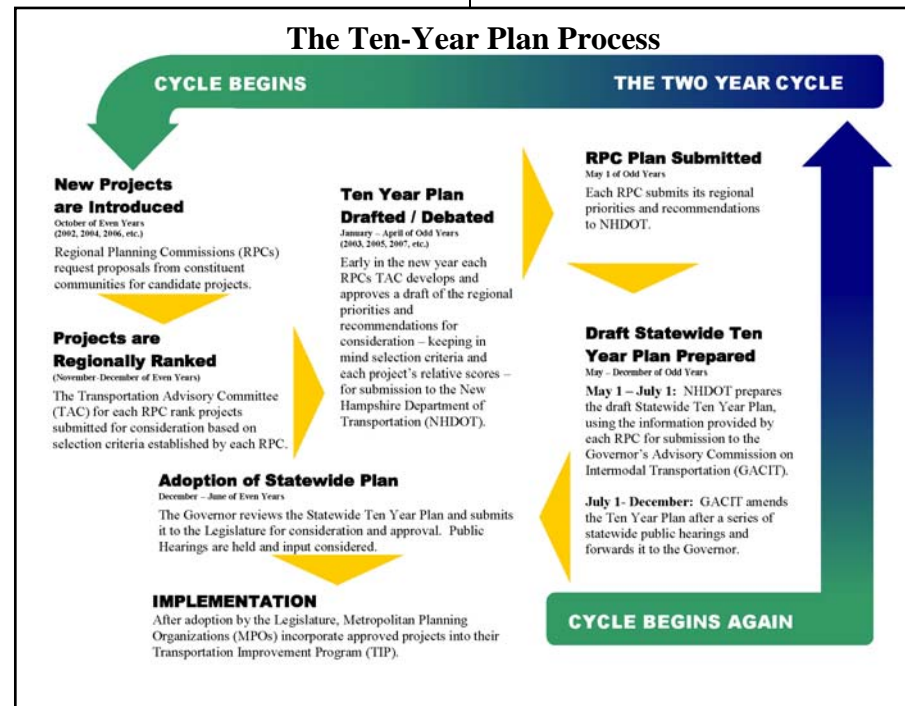 The Ten-Year Plan Process
CYCLE BEGINS
THE TWO YEAR CYCLE
New Projects
are Introduced
October of Even Years
(2002, 2004, 2006, etc.)
Regional Planning Commissions (RPCs)
request proposals from constituent
communities for candidate projects.
Projects are
Regionally Ranked
(November-December of Even Years)
The Transportation Advisory Committee
(TAC) for each RPC rank projects
submitted for consideration based on
selection criteria established by each RPC.
Ten Year Plan
Drafted / Debated
January – April of Odd Years
(2003, 2005, 2007, etc.)
Early in the new year each
RPCs TAC develops and
approves a draft of the regional
priorities and
recommendations for
consideration – keeping in
mind selection criteria and
each project's relative scores –
for submission to the New
Hampshire Department of
Transportation (NHDOT).
RPC Plan Submitted
May 1 of Odd Years
Each RPC submits its regional
priorities and recommendations
to NHDOT.
Draft Statewide Ten
Year Plan Prepared
May – December of Odd Years
May 1 – July 1: NHDOT prepares
the draft Statewide Ten Year Plan,
using the information provided by
each RPC for submission to the
Governor's Advisory Commission on
Intermodal Transportation (GACIT).
July 1- December: GACIT amends
the Ten Year Plan after a series of
statewide public hearings and
forwards it to the Governor.
Adoption of Statewide Plan
December – June of Even Years
The Governor reviews the Statewide Ten Year Plan and submits
it to the Legislature for consideration and approval. Public
Hearings are held and input considered.
IMPLEMENTATION
After adoption by the Legislature, Metropolitan Planning
Organizations (MPOs) incorporate approved projects into their
Transportation Improvement Program (TIP).
CYCLE BEGINS AGAIN